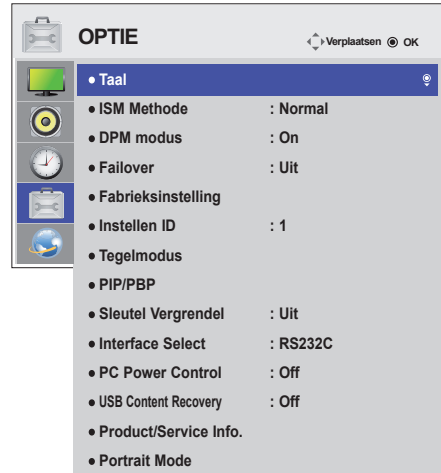 OPTIE
Verplaatsen OK
• Taal
• ISM Methode : Normal
• DPM modus : On
• Failover : Uit
• Fabrieksinstelling
• Instellen ID : 1
• Tegelmodus
• PIP/PBP
• Sleutel Vergrendel : Uit
• Interface Select : RS232C
• PC Power Control : Off
• USB Content Recovery : Off
• Product/Service Info.
• Portrait Mode